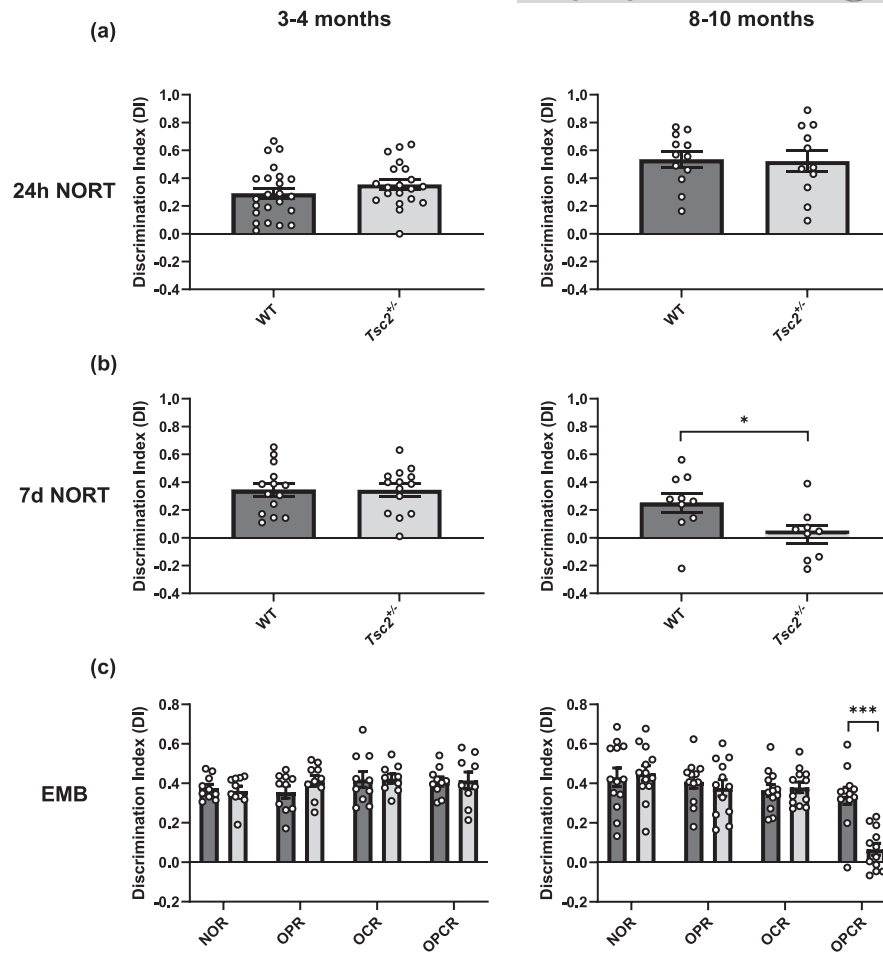 (a)
3-4 months
8-10 months
24h NORT
Discrimination Index (DI)
1.0
0.8
0.6
0.4
0.2
0.0
-0.2
-0.4
WT
Tsc2+/-
Discrimination Index (DI)
1.0
0.8
0.6
0.4
0.2
0.0
-0.2
-0.4
WT
Tsc2+/-
(b)
7d NORT
Discrimination Index (DI)
1.0
0.8
0.6
0.4
0.2
0.0
-0.2
-0.4
WT
Tsc2+/-
Discrimination Index (DI)
1.0
0.8
0.6
0.4
0.2
0.0
-0.2
-0.4
*
WT
Tsc2+/-
(c)
EMB
Discrimination Index (DI)
0.8
0.6
0.4
0.2
0.0
-0.2
NOR
OPR
OCR
OPCR
Discrimination Index (DI)
0.8
0.6
0.4
0.2
0.0
-0.2
***
NOR
OPR
OCR
OPCR